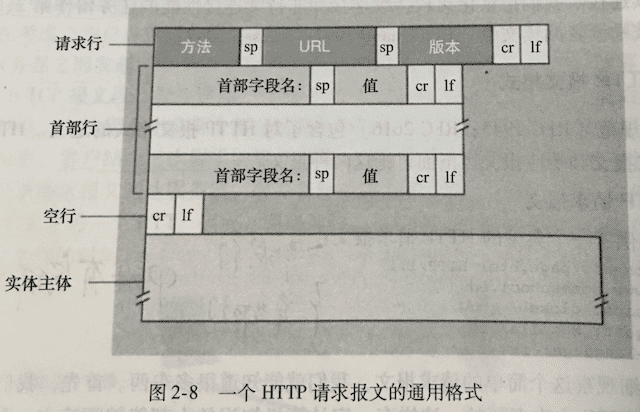 请求行 方法 sp URL sp 版本 cr lf
首部字段名: sp 值 cr lf
首部行
首部字段名: sp 值 cr lf
空行 cr lf
实体主体
图 2-8 一个 HTTP 请求报文的通用格式